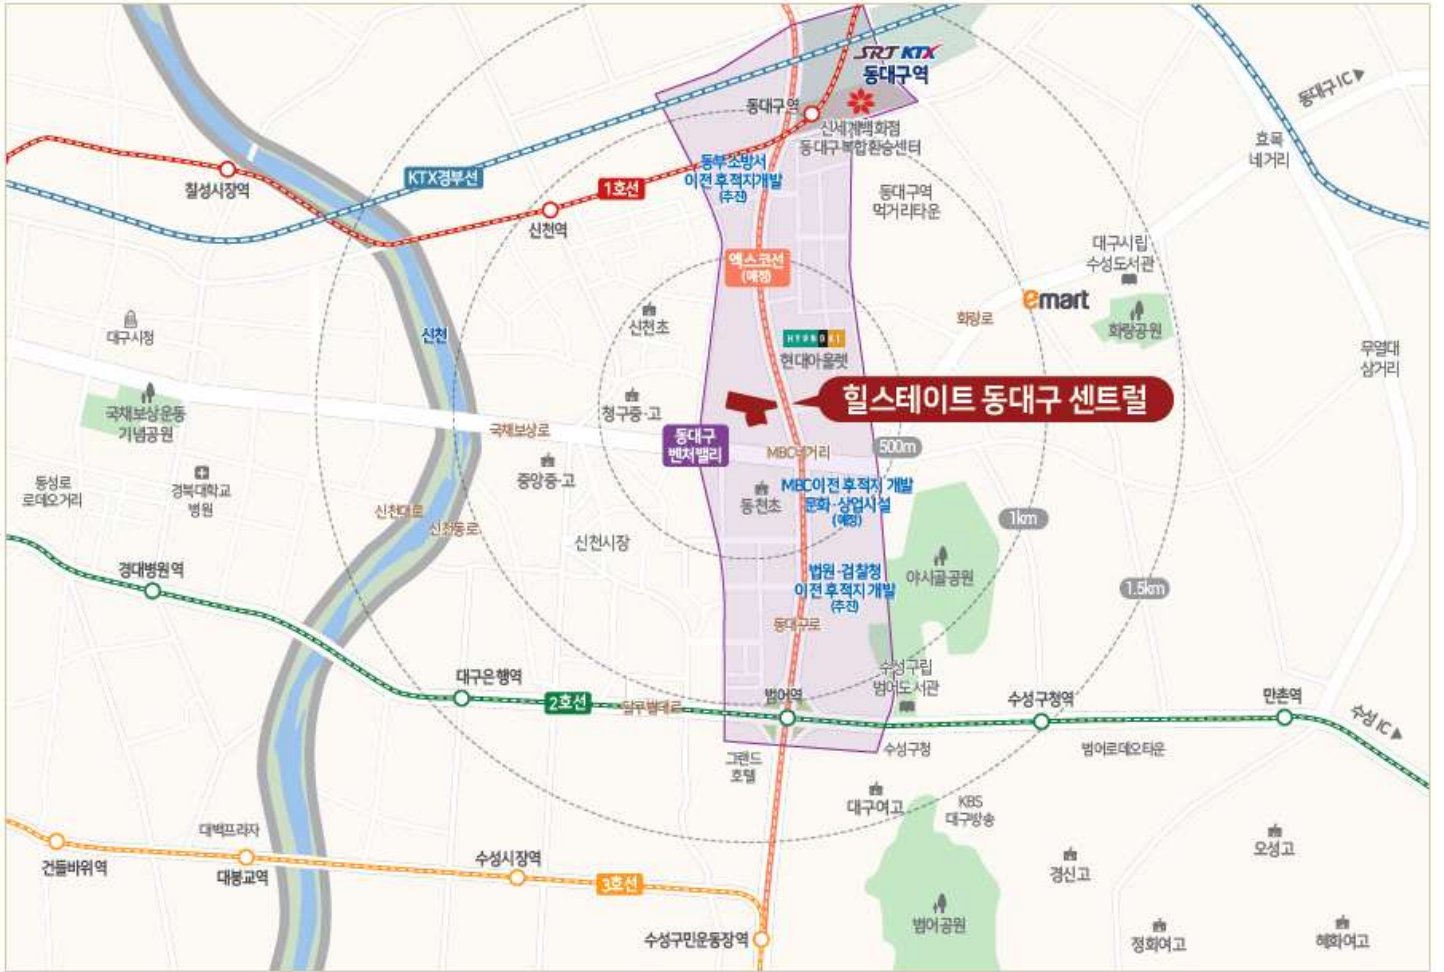 SRT KTX
동대구역
동대구IC▶
동대구역
신세계백화점
동대구복합환승센터
효목
네거리
동부소방서
이전 후적지개발
(추진)
KTX경부선
1호선
칠성시장역
신천역
동대구역
먹거리타운
대구시립
수성도서관
엑스코선
(예정)
emart
화랑로
화랑공원
신천초
대구시청
신천
HYUNDAI
현대아울렛
무열대
삼거리
힐스테이트 동대구 센트럴
국채보상운동
기념공원
청구중·고
국채보상로
동대구
벤처밸리
MBC네거리
500m
동성로
로데오거리
경북대학교
병원
중앙중·고
동천초
MBC이전 후적지 개발
문화·상업시설
(예정)
신천대로
신천동로
신천시장
1km
경대병원역
법원·검찰청
이전 후적지 개발
(추진)
야시골공원
1.5km
동대구로
대구은행역
2호선
달구벌대로
범어역
수성구립
범어도서관
수성구청역
만촌역
수성 IC▶
그랜드
호텔
수성구청
범어로데오타운
대구여고
KBS
대구방송
대백프라자
건들바위역
대봉교역
수성시장역
3호선
오성고
경신고
범어공원
수성구민운동장역
정화여고
혜화여고